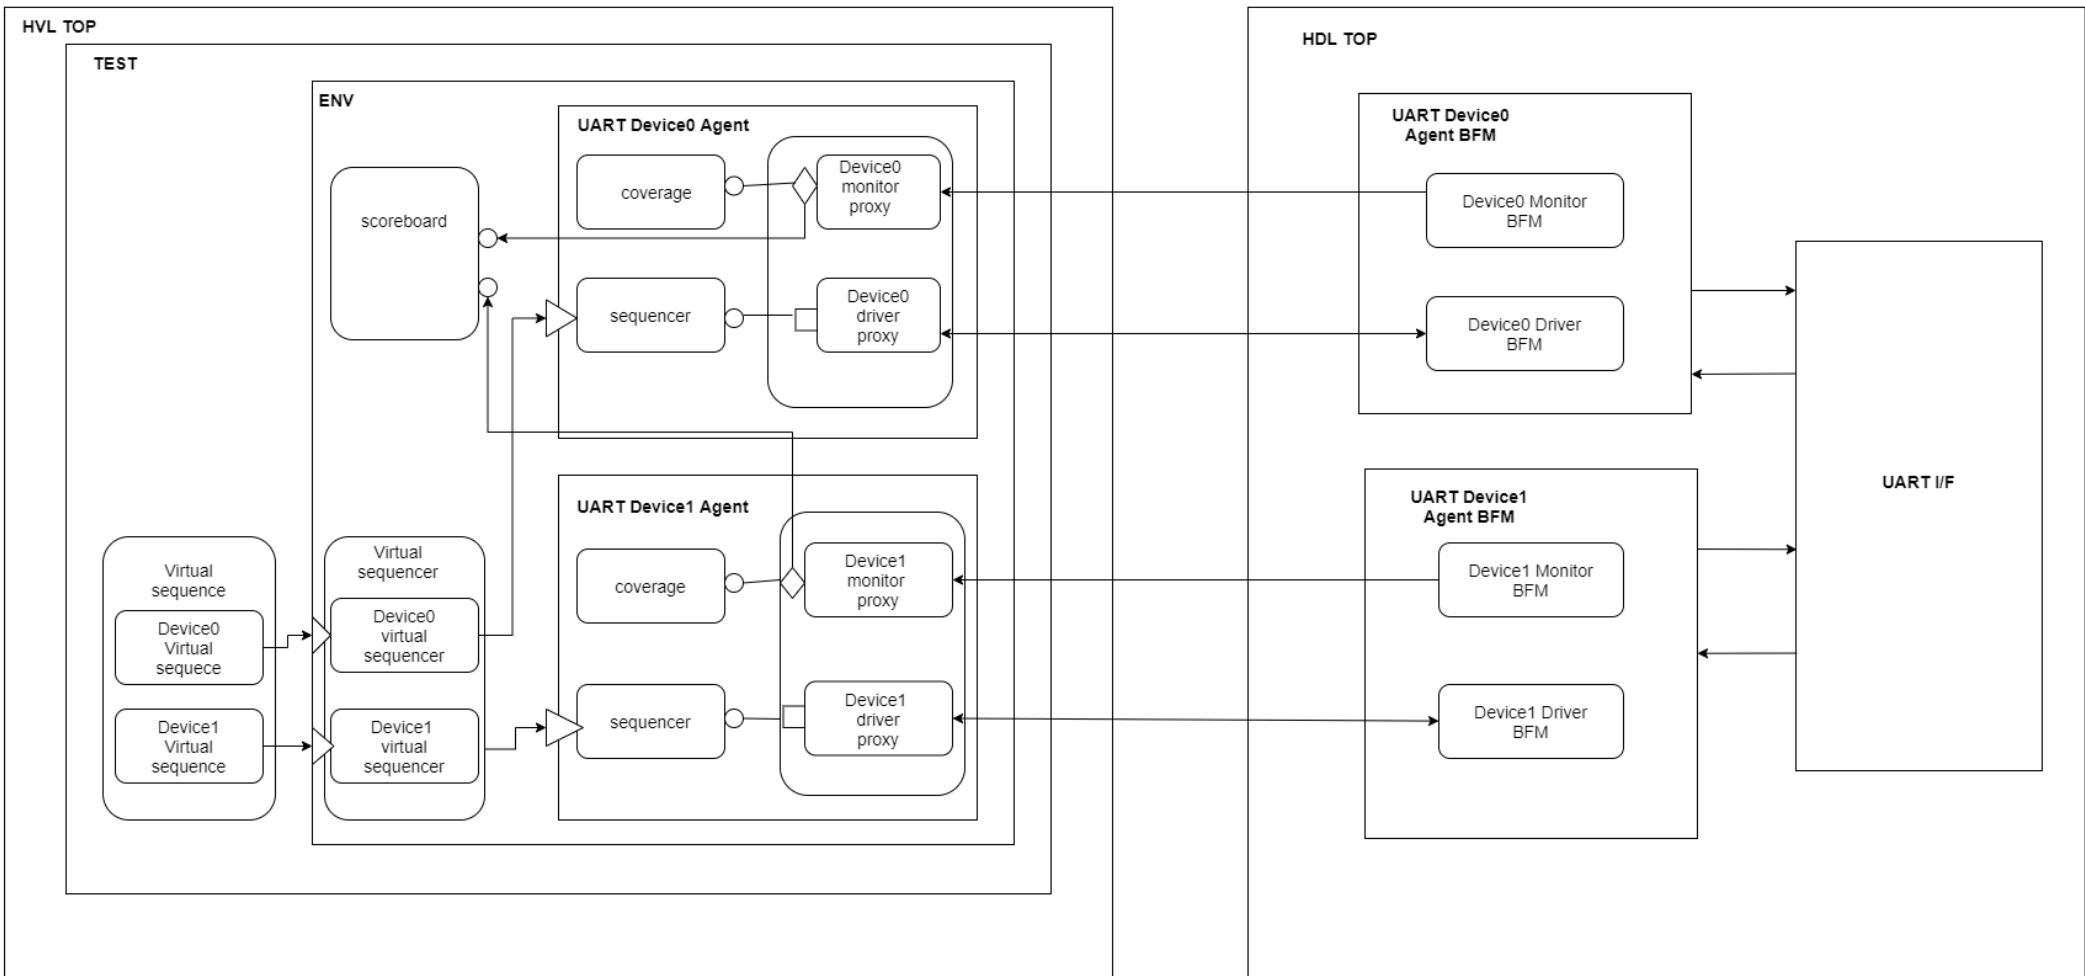 HVL TOP
TEST
ENV
UART Device0 Agent
coverage
Device0
monitor
proxy
scoreboard
sequencer
Device0
driver
proxy
UART Device1 Agent
coverage
Device1
monitor
proxy
sequencer
Device1
driver
proxy
Virtual
sequence
Device0
Virtual
sequece
Device1
Virtual
sequence
Virtual
sequencer
Device0
virtual
sequencer
Device1
virtual
sequencer
HDL TOP
UART Device0
Agent BFM
Device0 Monitor
BFM
Device0 Driver
BFM
UART Device1
Agent BFM
Device1 Monitor
BFM
Device1 Driver
BFM
UART I/F